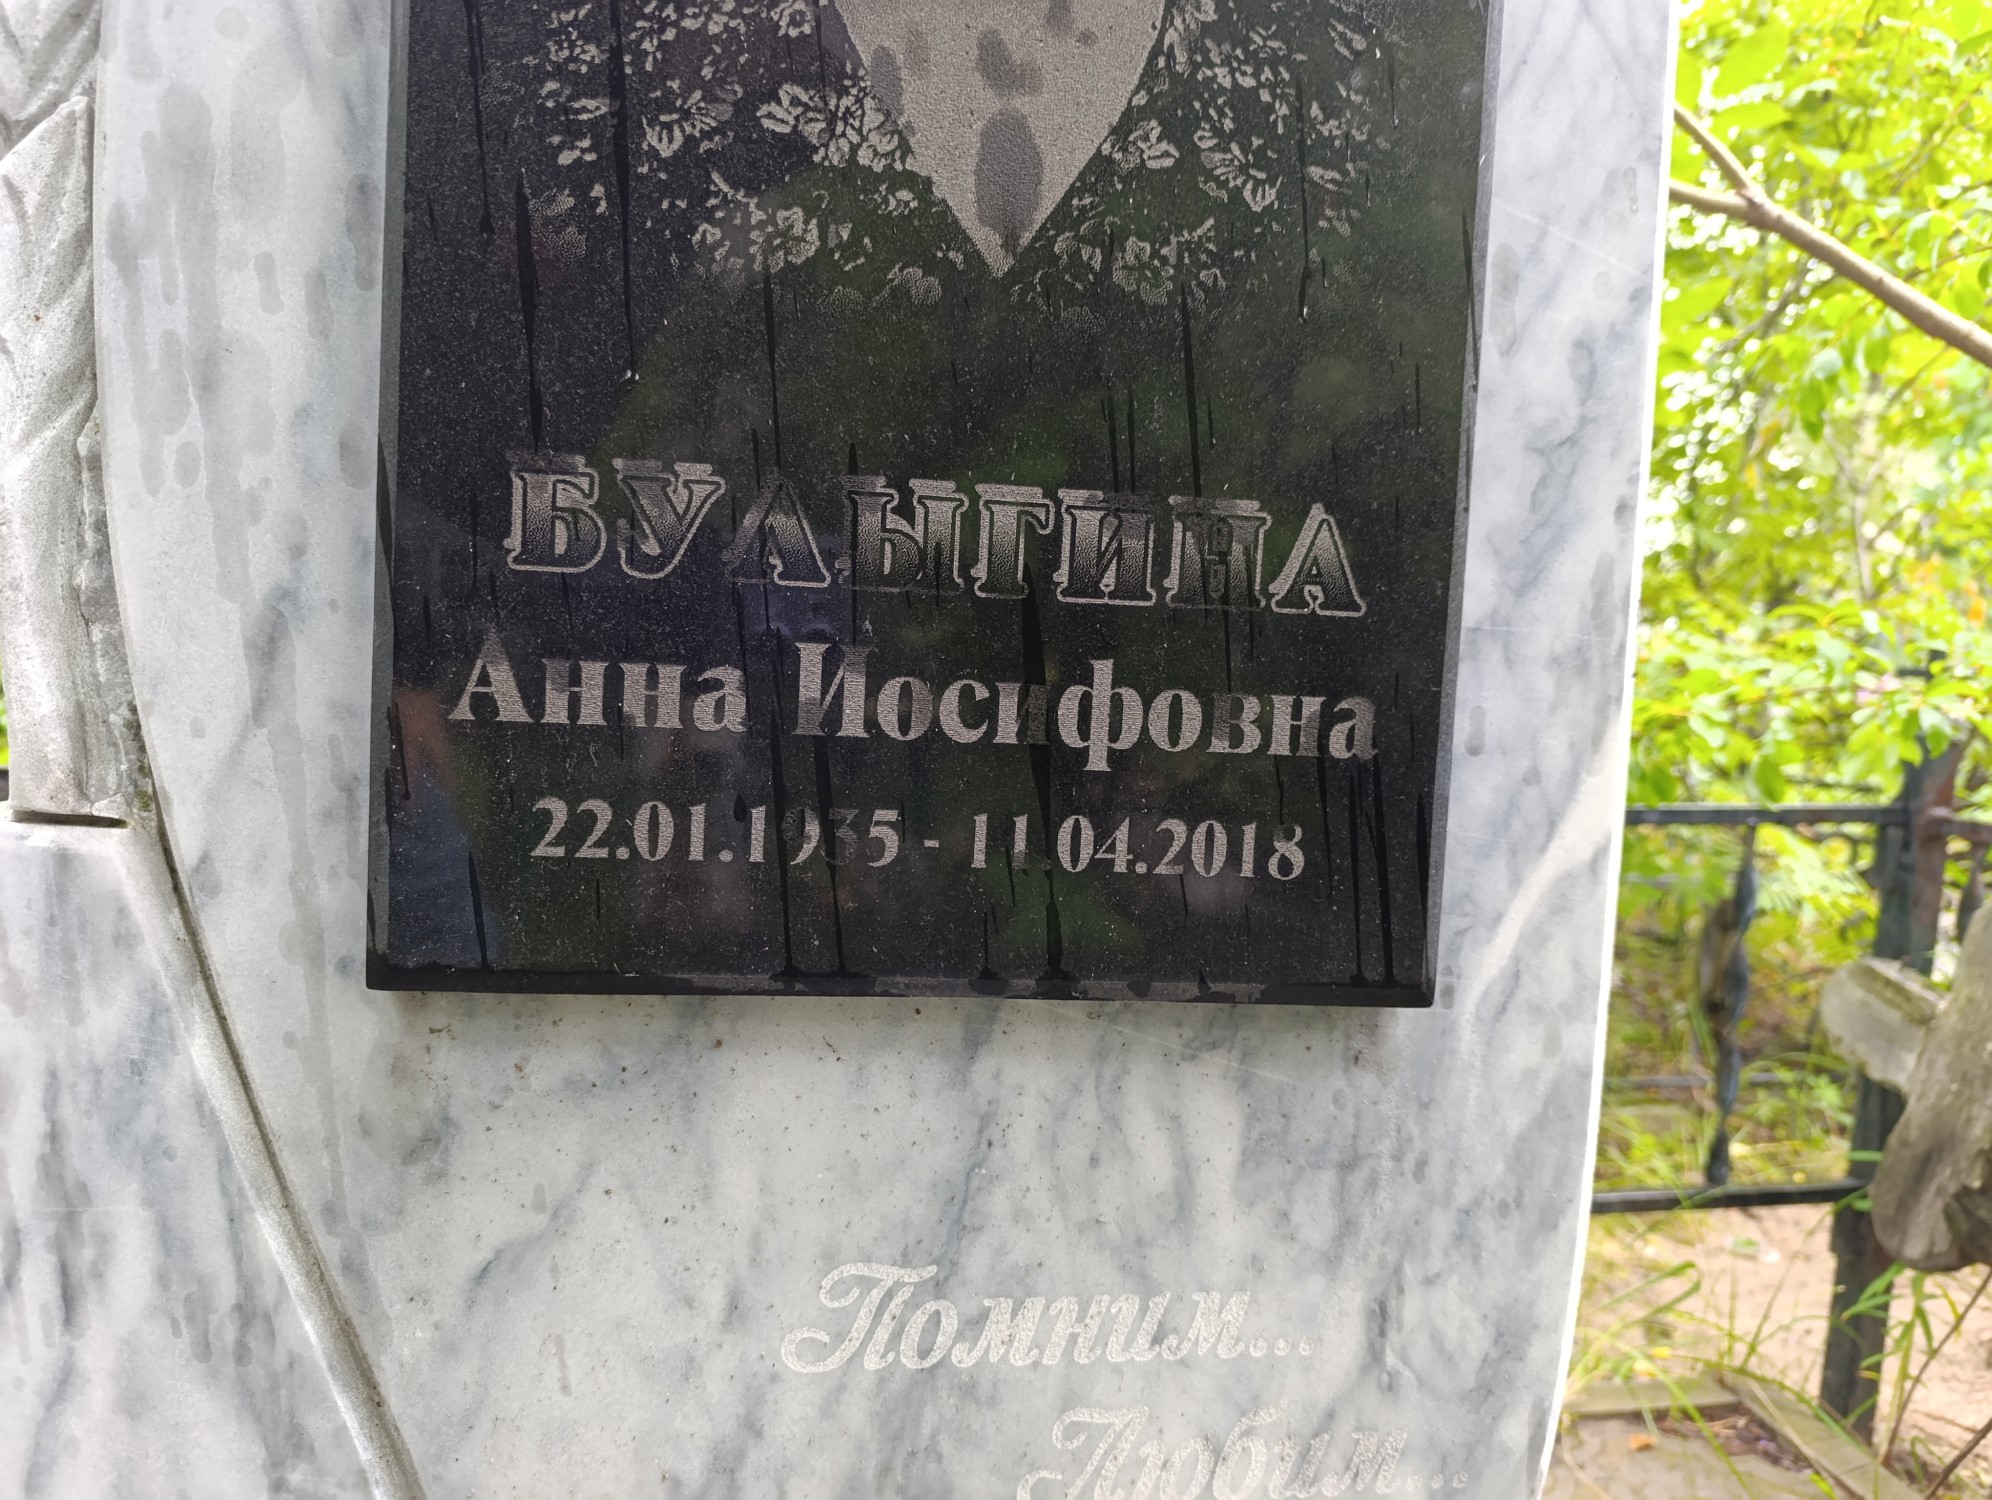 БУЛЫГИНА
Анна Иосифовна
22.01.1935 - 11.04.2018
Помним...
Любим...